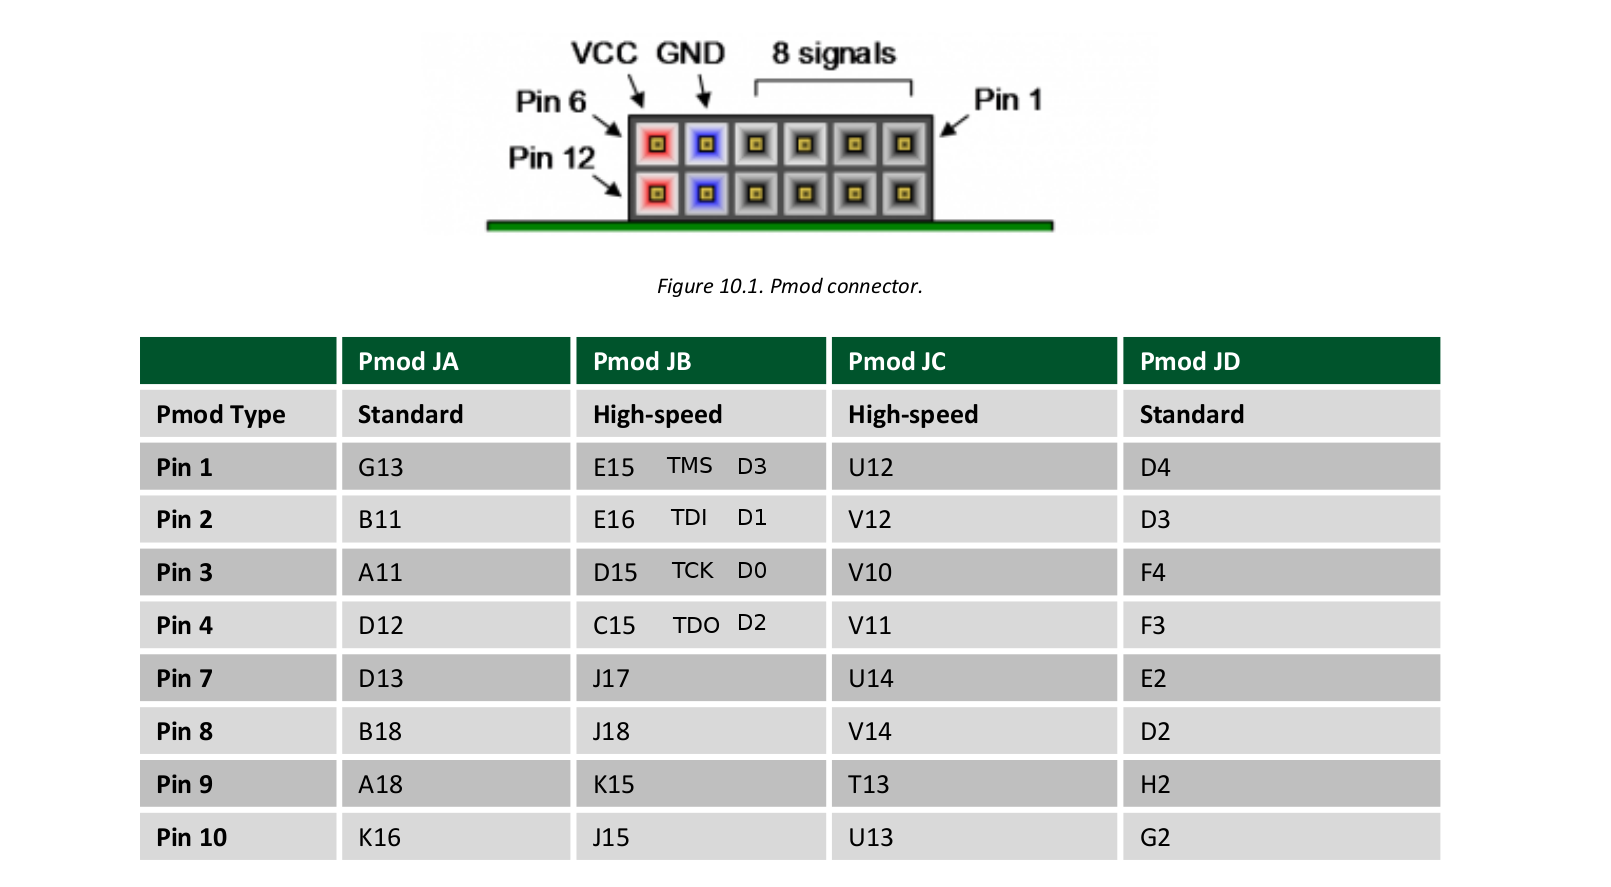 VCC GND 8 signals
Pin 6
Pin 1
Pin 12
Figure 10.1. Pmod connector.
Pmod JA Pmod JB Pmod JC Pmod JD
Pmod Type Standard High-speed High-speed Standard
Pin 1 G13 E15 TMS D3 U12 D4
Pin 2 B11 E16 TDI D1 V12 D3
Pin 3 A11 D15 TCK D0 V10 F4
Pin 4 D12 C15 TDO D2 V11 F3
Pin 7 D13 J17 U14 E2
Pin 8 B18 J18 V14 D2
Pin 9 A18 K15 T13 H2
Pin 10 K16 J15 U13 G2